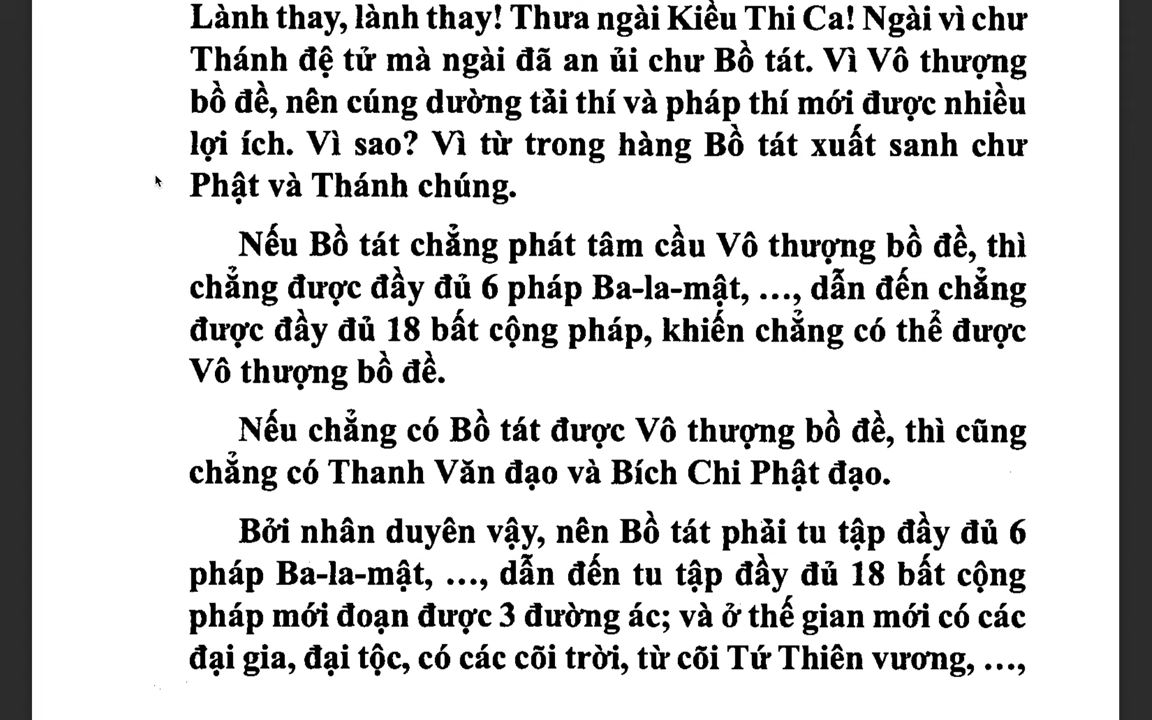 Lành thay, lành thay! Thưa ngài Kiều Thi Ca! Ngài vì chư
Thánh đệ tử mà ngài đã an ủi chư Bồ tát. Vì Vô thượng
bồ đề, nên cúng dường tài thí và pháp thí mới được nhiều
lợi ích. Vì sao? Vì từ trong hàng Bồ tát xuất sanh chư
Phật và Thánh chúng.
Nếu Bồ tát chẳng phát tâm cầu Vô thượng bồ đề, thì
chẳng được đầy đủ 6 pháp Ba-la-mật, ..., dẫn đến chẳng
được đầy đủ 18 bất cộng pháp, khiến chẳng có thể được
Vô thượng bồ đề.
Nếu chẳng có Bồ tát được Vô thượng bồ đề, thì cũng
chẳng có Thanh Văn đạo và Bích Chi Phật đạo.
Bởi nhân duyên vậy, nên Bồ tát phải tu tập đầy đủ 6
pháp Ba-la-mật, ..., dẫn đến tu tập đầy đủ 18 bất cộng
pháp mới đoạn được 3 đường ác; và ở thế gian mới có các
đại gia, đại tộc, có các cõi trời, từ cõi Tứ Thiên vương, ...,